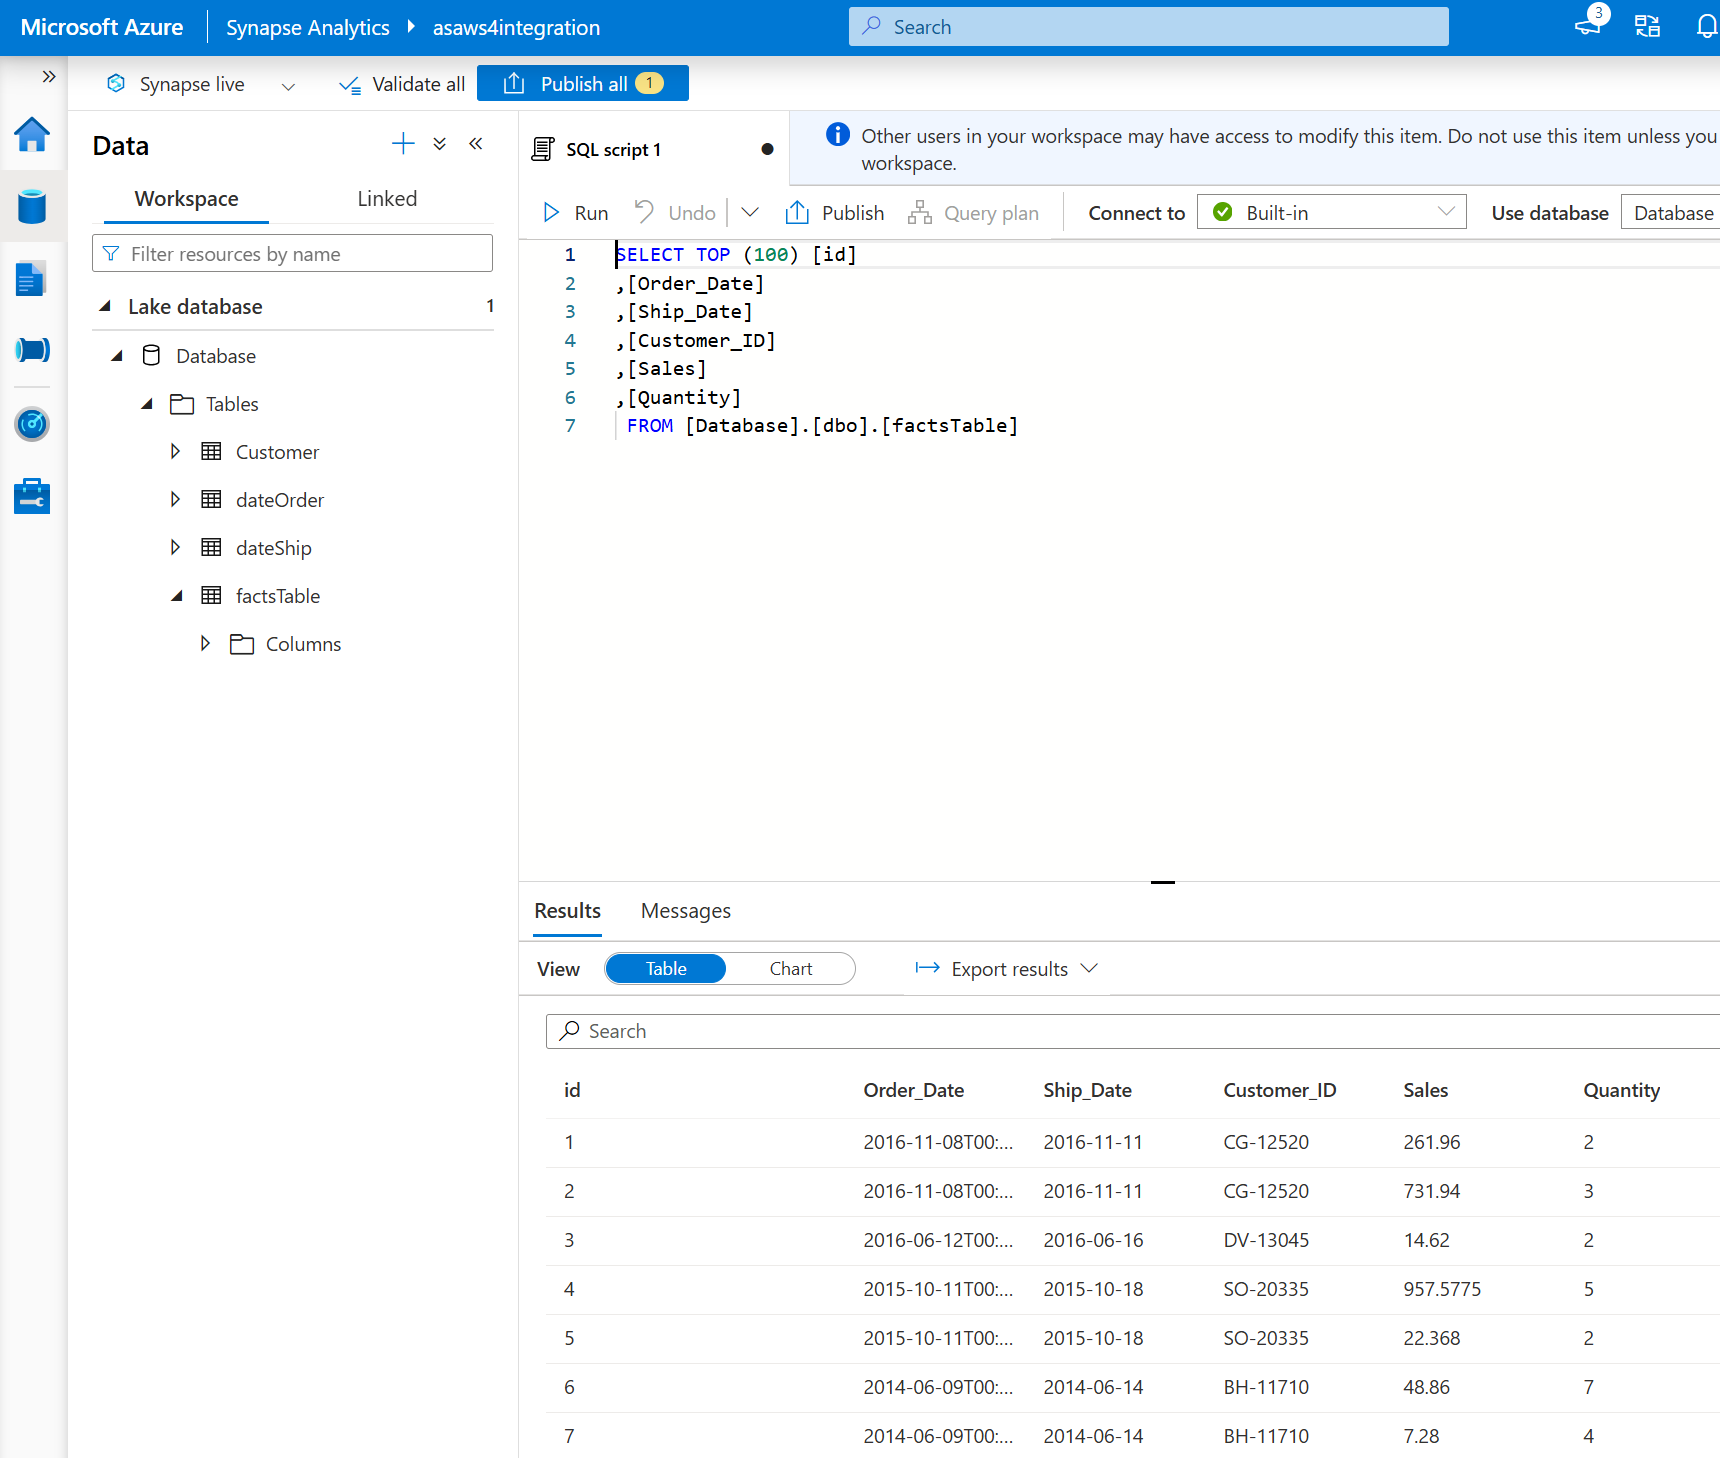 Microsoft Azure Synapse Analytics asaws4integration Search 3
Synapse live Validate all Publish all 1
Data
Workspace Linked
Filter resources by name
Lake database 1
Database
Tables
Customer
dateOrder
dateShip
factsTable
Columns
SQL script 1
Other users in your workspace may have access to modify this item. Do not use this item unless you
workspace.
Run Undo Publish Query plan Connect to Built-in Use database Database
1 SELECT TOP (100) [id]
2 ,[Order_Date]
3 ,[Ship_Date]
4 ,[Customer_ID]
5 ,[Sales]
6 ,[Quantity]
7 FROM [Database].[dbo].[factsTable]
Results Messages
View Table Chart Export results
Search
id Order_Date Ship_Date Customer_ID Sales Quantity
1 2016-11-08T00:... 2016-11-11 CG-12520 261.96 2
2 2016-11-08T00:... 2016-11-11 CG-12520 731.94 3
3 2016-06-12T00:... 2016-06-16 DV-13045 14.62 2
4 2015-10-11T00:... 2015-10-18 SO-20335 957.5775 5
5 2015-10-11T00:... 2015-10-18 SO-20335 22.368 2
6 2014-06-09T00:... 2014-06-14 BH-11710 48.86 7
7 2014-06-09T00:... 2014-06-14 BH-11710 7.28 4